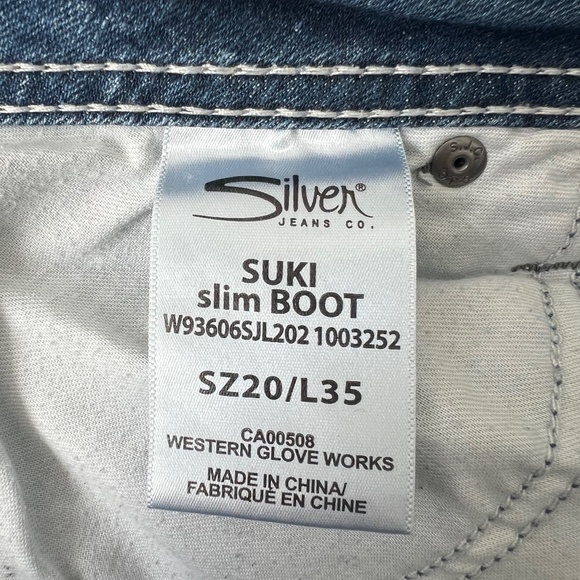 Silver®
JEANS CO.
SUKI
slim BOOT
W93606SJL202 1003252
SZ20/L35
CA00508
WESTERN GLOVE WORKS
MADE IN CHINA/
FABRIQUÉ EN CHINE